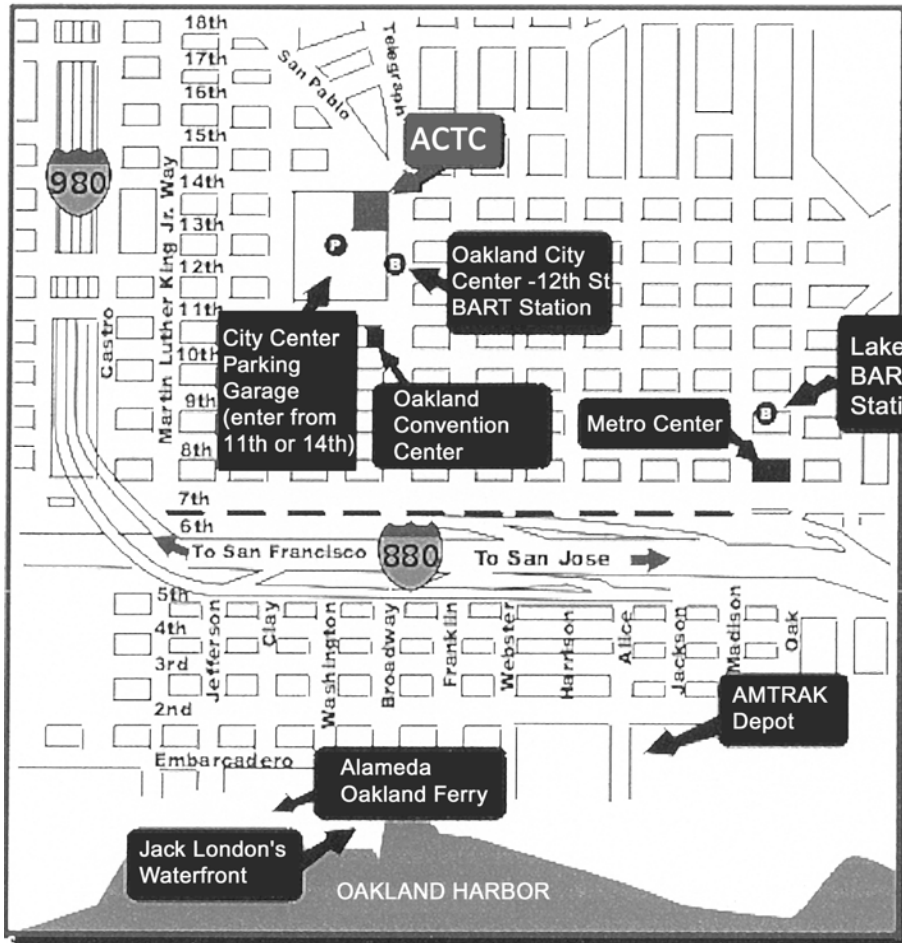 18th
17th
16th
15th
14th
13th
12th
11th
10th
9th
8th
7th
6th
5th
4th
3rd
2nd
Embarcadero
San Pablo
Telegraph
ACTC
980
Martin Luther King Jr. Way
Castro
P
B
Oakland City
Center -12th St
BART Station
City Center
Parking
Garage
(enter from
11th or 14th)
Oakland
Convention
Center
Metro Center
B
Lake
BAR
Stati
To San Francisco
880
To San Jose
Jefferson
Clay
Washington
Broadway
Franklin
Webster
Harrison
Alice
Jackson
Madison
Oak
AMTRAK
Depot
Alameda
Oakland Ferry
Jack London's
Waterfront
OAKLAND HARBOR